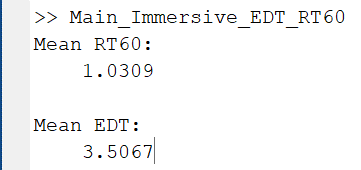 >> Main_Immersive_EDT_RT60
Mean RT60:
1.0309
Mean EDT:
3.5067